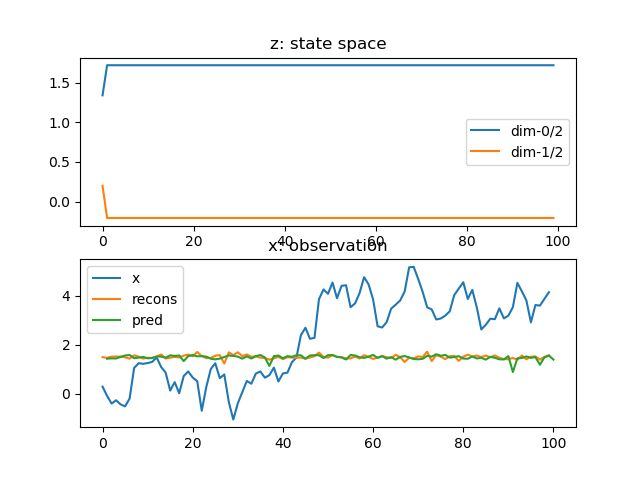 z: state space
1.5
1.0
0.5
0.0
dim-0/2
dim-1/2
0 20 40 60 80 100
x: observation
4
2
0
x
recons
pred
0 20 40 60 80 100